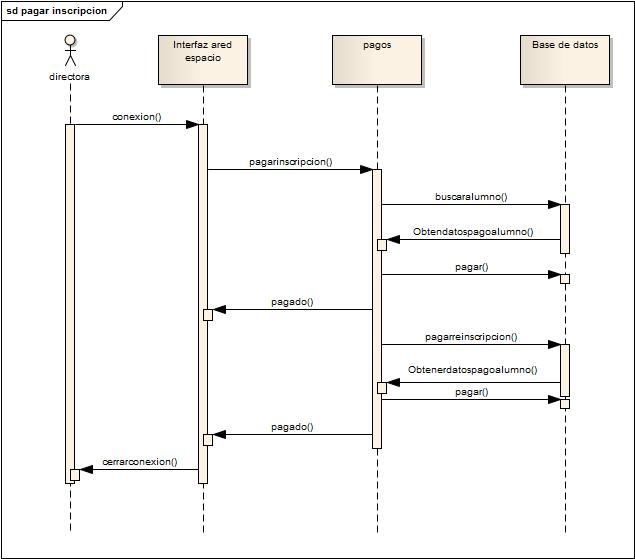 sd pagar inscripcion
Interfaz ared
espacio
pagos
Base de datos
directora
conexion()
pagarinscripcion()
buscaralumno()
Obtendatospagoalumno()
pagar()
pagado()
pagarreinscripcion()
Obtenerdatospagoalumno()
pagar()
pagado()
cerrarconexion()